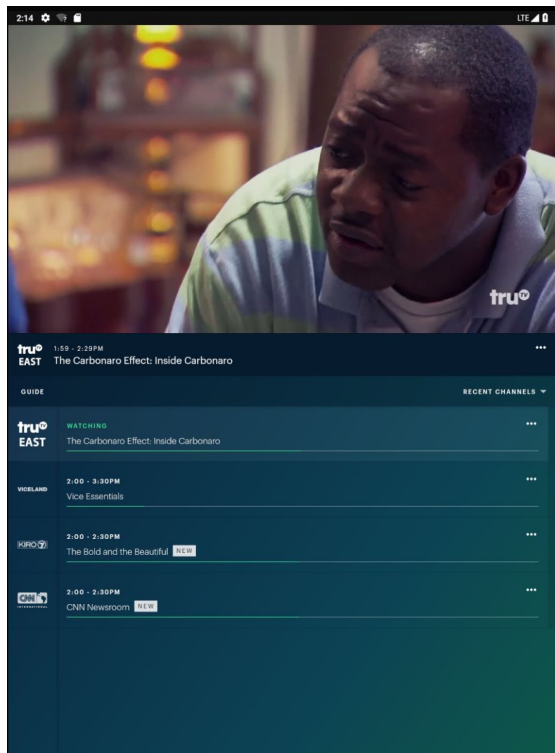 2:14
LTE
truTV
truTV
EAST
1:59 - 2:29PM
The Carbonaro Effect: Inside Carbonaro
GUIDE
RECENT CHANNELS
truTV
EAST
WATCHING
The Carbonaro Effect: Inside Carbonaro
VICELAND
2:00 - 3:30PM
Vice Essentials
KIRO 7
2:00 - 2:30PM
The Bold and the Beautiful NEW
CNN
INTERNATIONAL
2:00 - 2:30PM
CNN Newsroom NEW